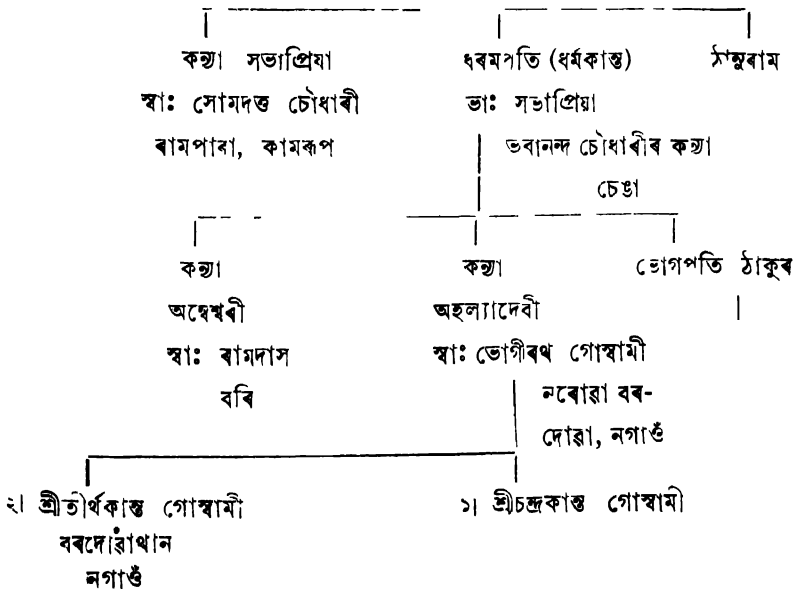 কন্যা সভাপ্ৰিয়া ধৰমপতি (ধৰ্মকান্ত) ঠানুৰাম
স্বাঃ সোমদত্ত চৌধাৰী ভাঃ সভাপ্ৰিয়া
ৰামপাৰা, কামৰূপ ভবানন্দ চৌধাৰীৰ কন্যা
চেঙা
কন্যা কন্যা ভোগপতি ঠাকুৰ
অম্বেশ্বৰী অহল্যাদেবী
স্বাঃ ৰামদাস স্বাঃ ভোগীৰথ গোস্বামী
বৰি নৰোৱা বৰ-
দোৱা, নগাওঁ
২। শ্ৰীতীৰ্থকান্ত গোস্বামী ১। শ্ৰীচন্দ্ৰকান্ত গোস্বামী
বৰদোৱাঁথান
নগাওঁ